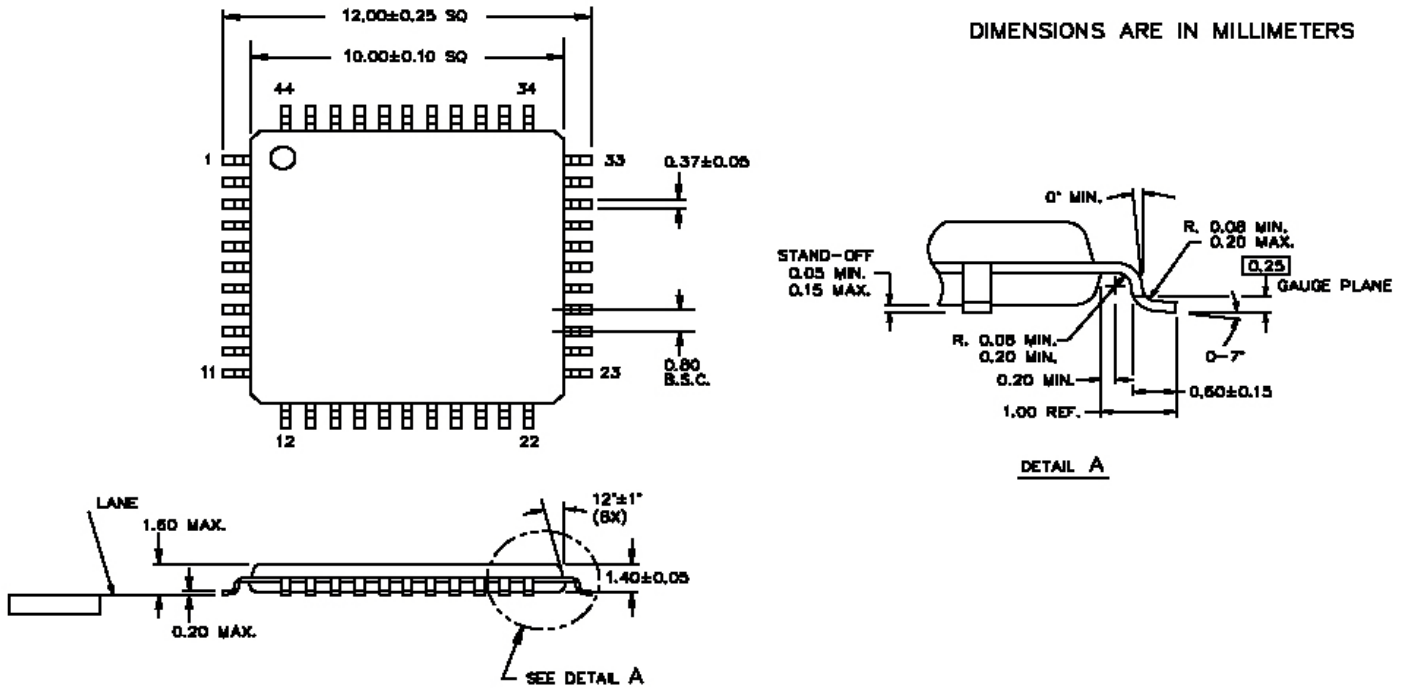 12.00±0.25 SQ
DIMENSIONS ARE IN MILLIMETERS
10.00±0.10 SQ
44
34
1
33
0.37±0.05
11
23
0.80
B.S.C.
12
22
0° MIN.
R. 0.08 MIN.
0.20 MAX.
STAND-OFF
0.05 MIN.
0.15 MAX.
0.25
GAUGE PLANE
R. 0.08 MIN.
0.20 MIN.
0-7°
0.20 MIN.
0.60±0.15
1.00 REF.
DETAIL A
LANE
1.60 MAX.
12°±1°
(8X)
1.40±0.05
0.20 MAX.
SEE DETAIL A